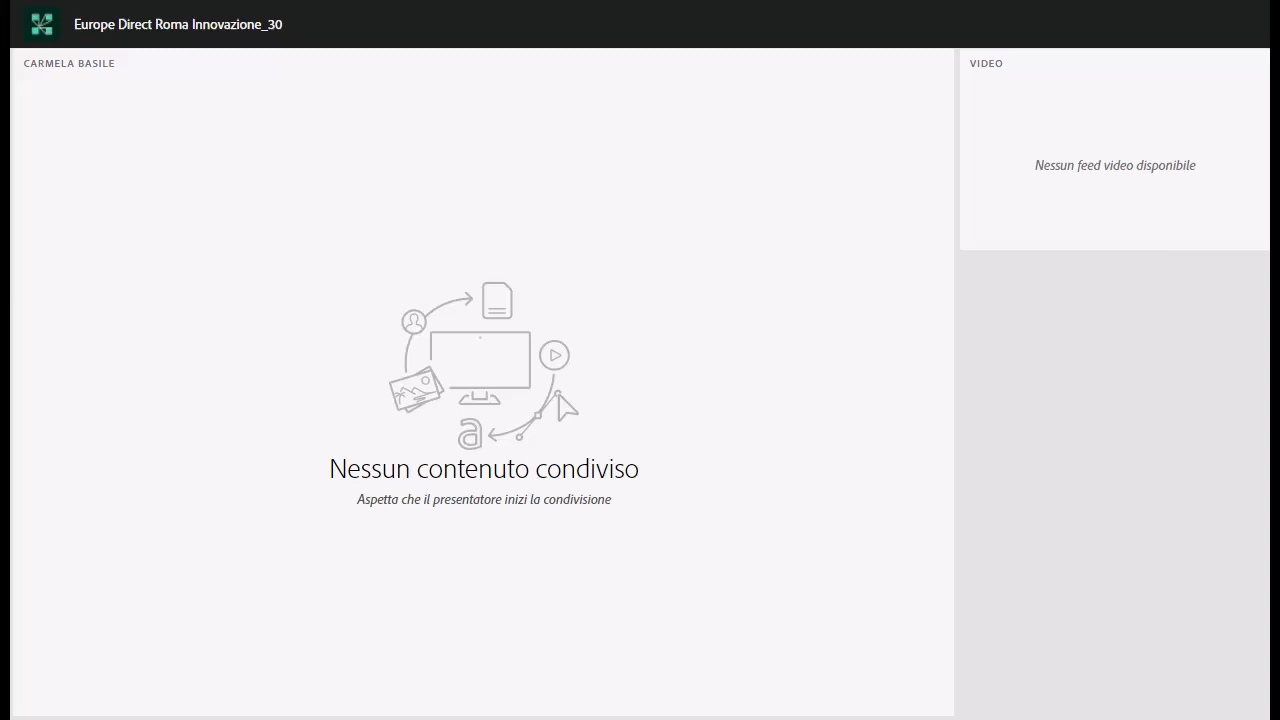 Europe Direct Roma Innovazione_30
CARMELA BASILE
VIDEO
Nessun feed video disponibile
a
Nessun contenuto condiviso
Aspetta che il presentatore inizi la condivisione